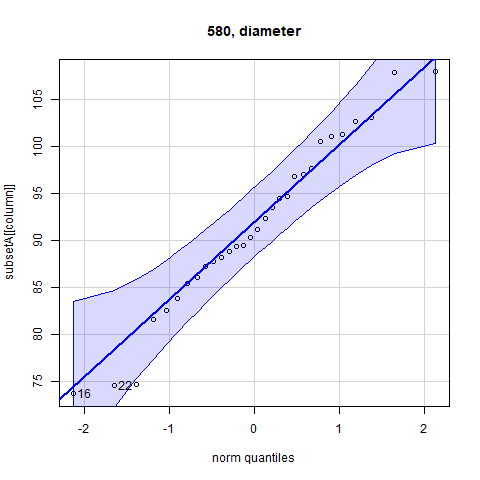 580, diameter
subsetA[[column]]
105
100
95
90
85
80
75
16
22
-2 -1 0 1 2
norm quantiles